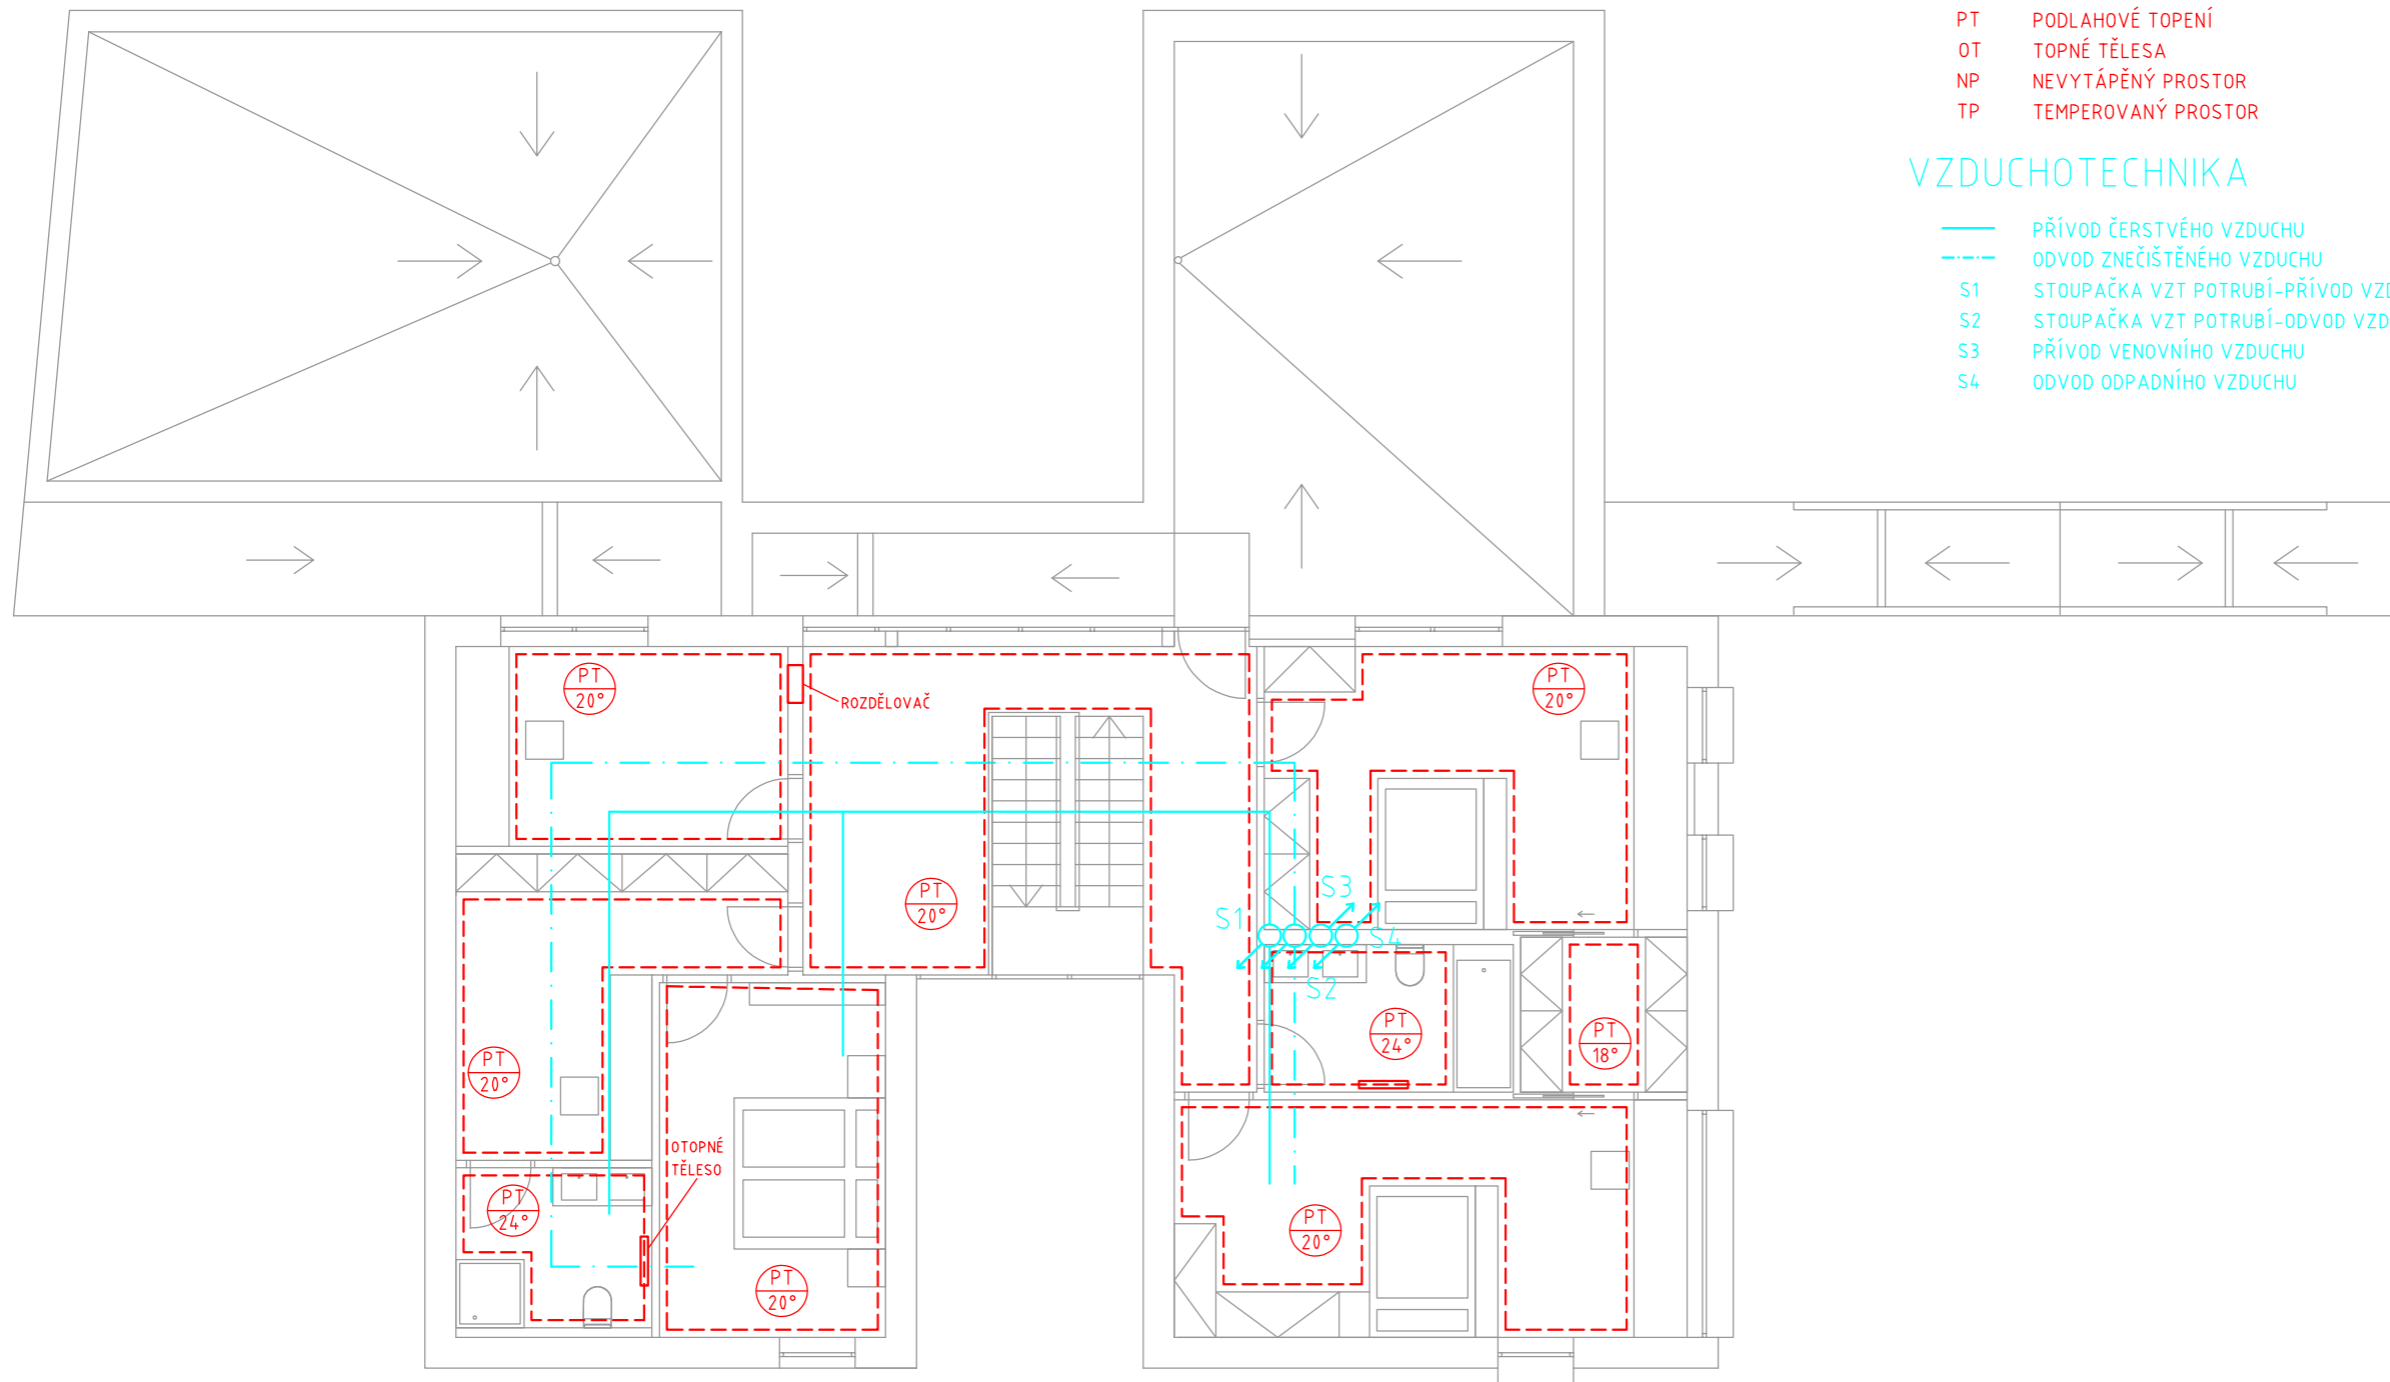 PT PODLAHOVÉ TOPENÍ
OT TOPNÉ TĚLESA
NP NEVYTÁPĚNÝ PROSTOR
TP TEMPEROVANÝ PROSTOR
VZDUCHOTECHNIKA
PŘÍVOD ČERSTVÉHO VZDUCHU
ODVOD ZNEČIŠTĚNÉHO VZDUCHU
S1 STOUPAČKA VZT POTRUBÍ-PŘÍVOD
S2 STOUPAČKA VZT POTRUBÍ-ODVOD VZD
S3 PŘÍVOD VENOVNÍHO VZDUCHU
S4 ODVOD ODPADNÍHO VZDUCHU
PT
20°
ROZDĚLOVAČ
PT
20°
PT
20°
S3
S1
S4
S2
PT
24°
PT
18°
PT
20°
OTOPNÉ
TĚLESO
PT
24°
PT
20°
PT
20°